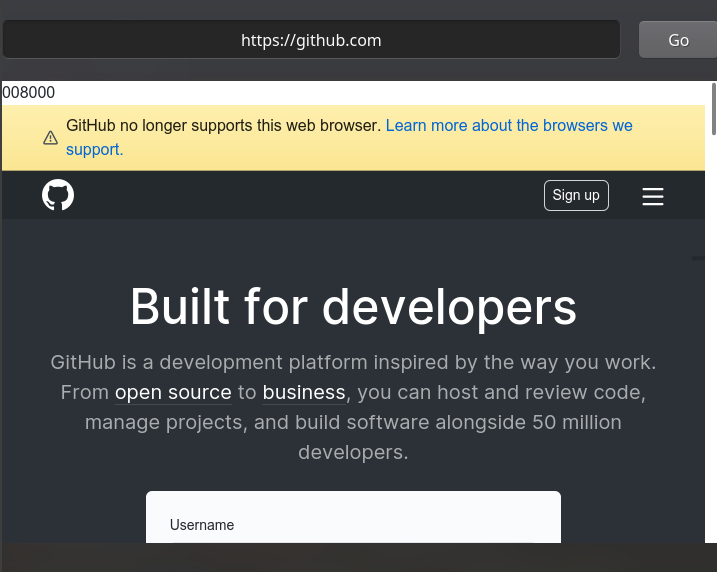 https://github.com
Go
008000
GitHub no longer supports this web browser. Learn more about the browsers we
support.
Sign up
Built for developers
GitHub is a development platform inspired by the way you work.
From open source to business, you can host and review code,
manage projects, and build software alongside 50 million
developers.
Username